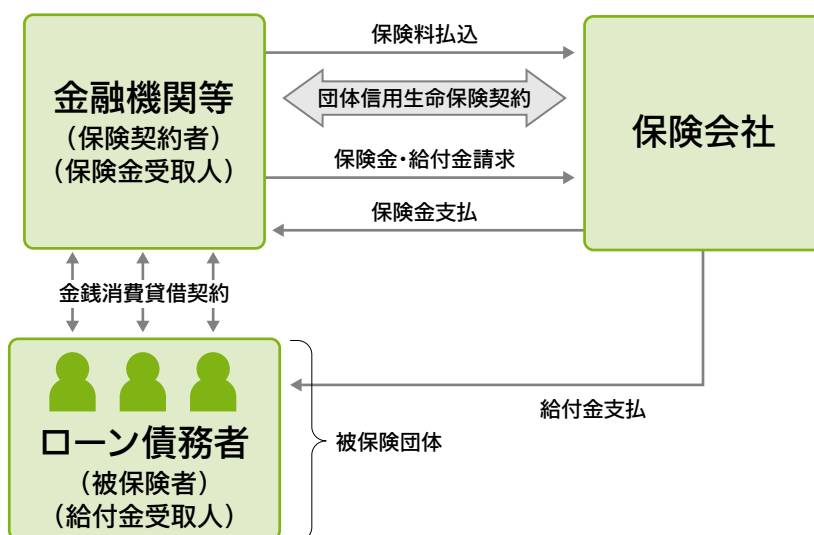 保険料払込
金融機関等
(保険契約者)
(保険金受取人)
団体信用生命保険契約
保険会社
保険金・給付金請求
保険金支払
金銭消費貸借契約
給付金支払
ローン債務者
(被保険者)
(給付金受取人)
被保険団体